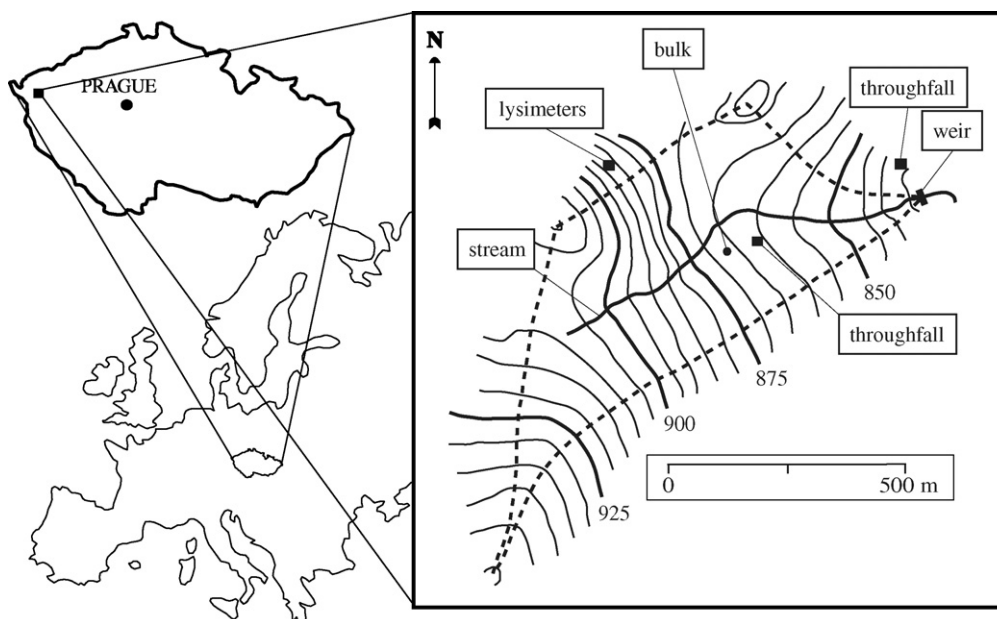 PRAGUE
N
bulk
throughfall
lysimeters
weir
stream
850
throughfall
875
900
0 500 m
925